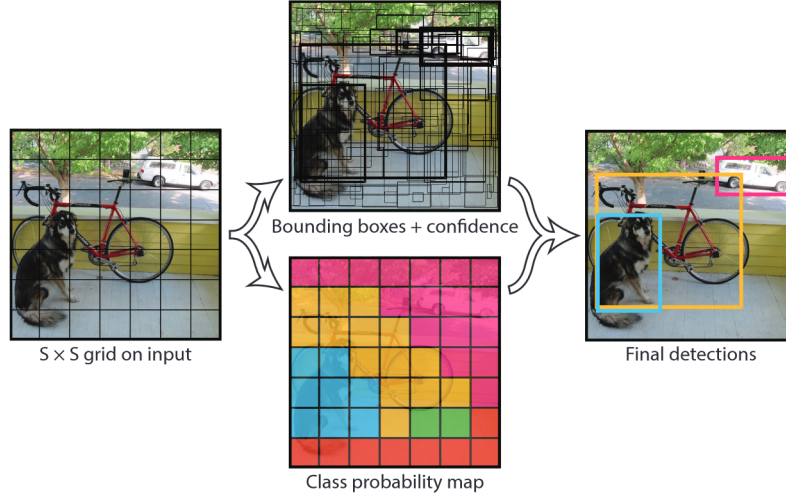 Bounding boxes + confidence
S × S grid on input
Final detections
Class probability map